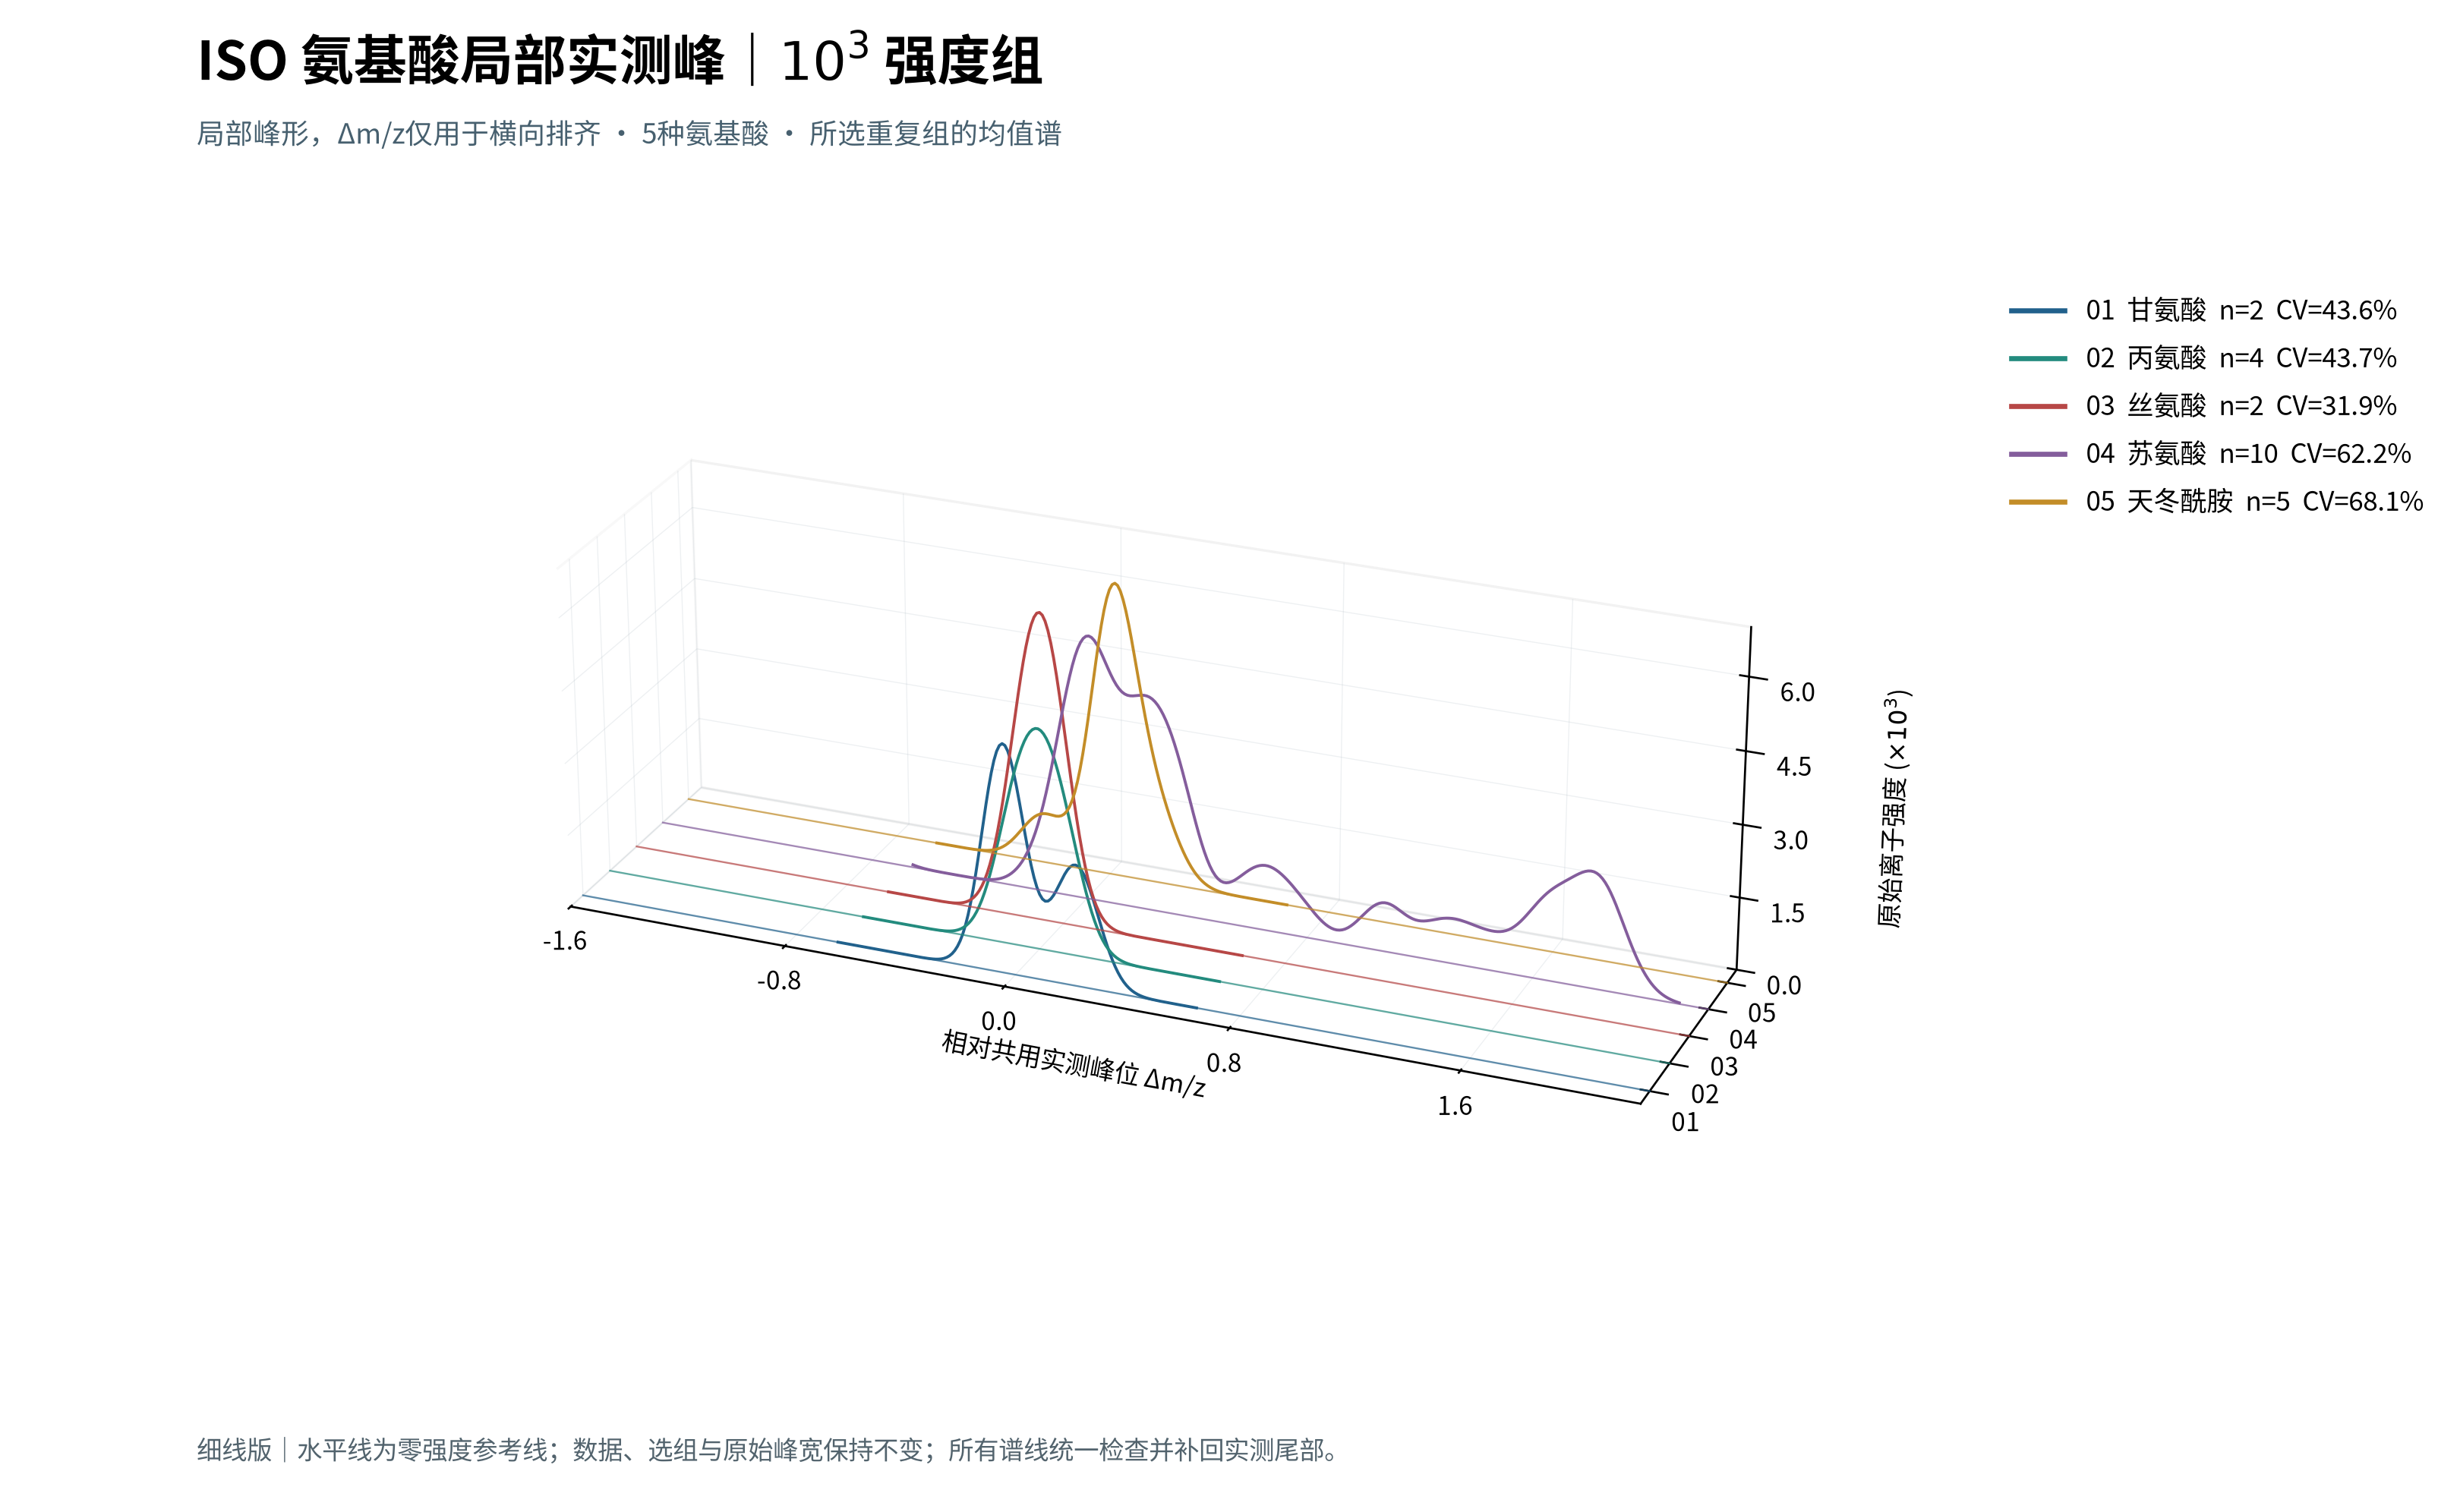 ISO 氨基酸局部实测峰｜10³ 强度组
局部峰形，Δm/z仅用于横向排齐 · 5种氨基酸 · 所选重复组的均值谱
01 甘氨酸 n=2 CV=43.6%
02 丙氨酸 n=4 CV=43.7%
03 丝氨酸 n=2 CV=31.9%
04 苏氨酸 n=10 CV=62.2%
05 天冬酰胺 n=5 CV=68.1%
6.0
4.5
3.0
1.5
0.0
原始离子强度 (×10³)
05
04
03
02
01
-1.6
-0.8
0.0
0.8
1.6
相对共用实测峰位 Δm/z
细线版｜水平线为零强度参考线；数据、选组与原始峰宽保持不变；所有谱线统一检查并补回实测尾部。